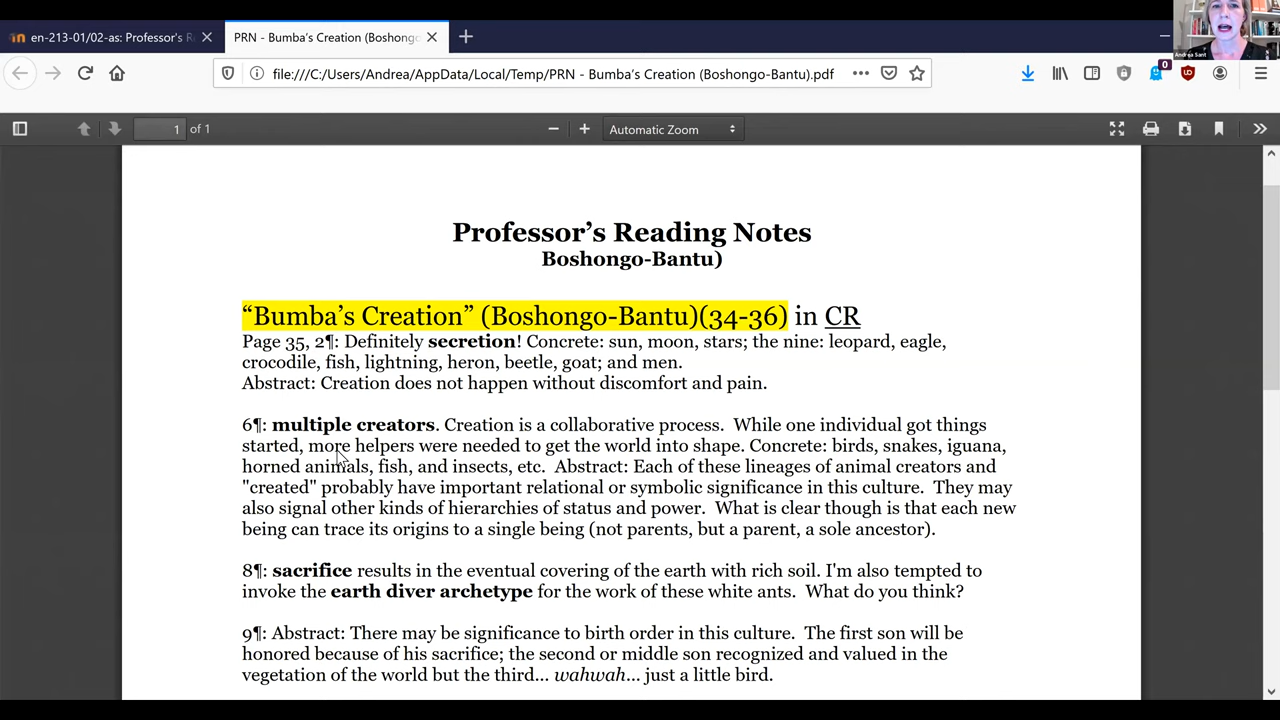 en-213-01/02-as: Professor's R
PRN - Bumba's Creation (Boshong
file:///C:/Users/Andrea/AppData/Local/Temp/PRN - Bumba's Creation (Boshongo-Bantu).pdf
0
Andrea Sant
1 of 1
Automatic Zoom
Professor's Reading Notes
Boshongo-Bantu)
“Bumba's Creation” (Boshongo-Bantu)(34-36) in CR
Page 35, 2¶: Definitely secretion! Concrete: sun, moon, stars; the nine: leopard, eagle,
crocodile, fish, lightning, heron, beetle, goat; and men.
Abstract: Creation does not happen without discomfort and pain.
6¶: multiple creators. Creation is a collaborative process. While one individual got things
started, more helpers were needed to get the world into shape. Concrete: birds, snakes, iguana,
horned animals, fish, and insects, etc. Abstract: Each of these lineages of animal creators and
"created" probably have important relational or symbolic significance in this culture. They may
also signal other kinds of hierarchies of status and power. What is clear though is that each new
being can trace its origins to a single being (not parents, but a parent, a sole ancestor).
8¶: sacrifice results in the eventual covering of the earth with rich soil. I'm also tempted to
invoke the earth diver archetype for the work of these white ants. What do you think?
9¶: Abstract: There may be significance to birth order in this culture. The first son will be
honored because of his sacrifice; the second or middle son recognized and valued in the
vegetation of the world but the third... wahwah... just a little bird.